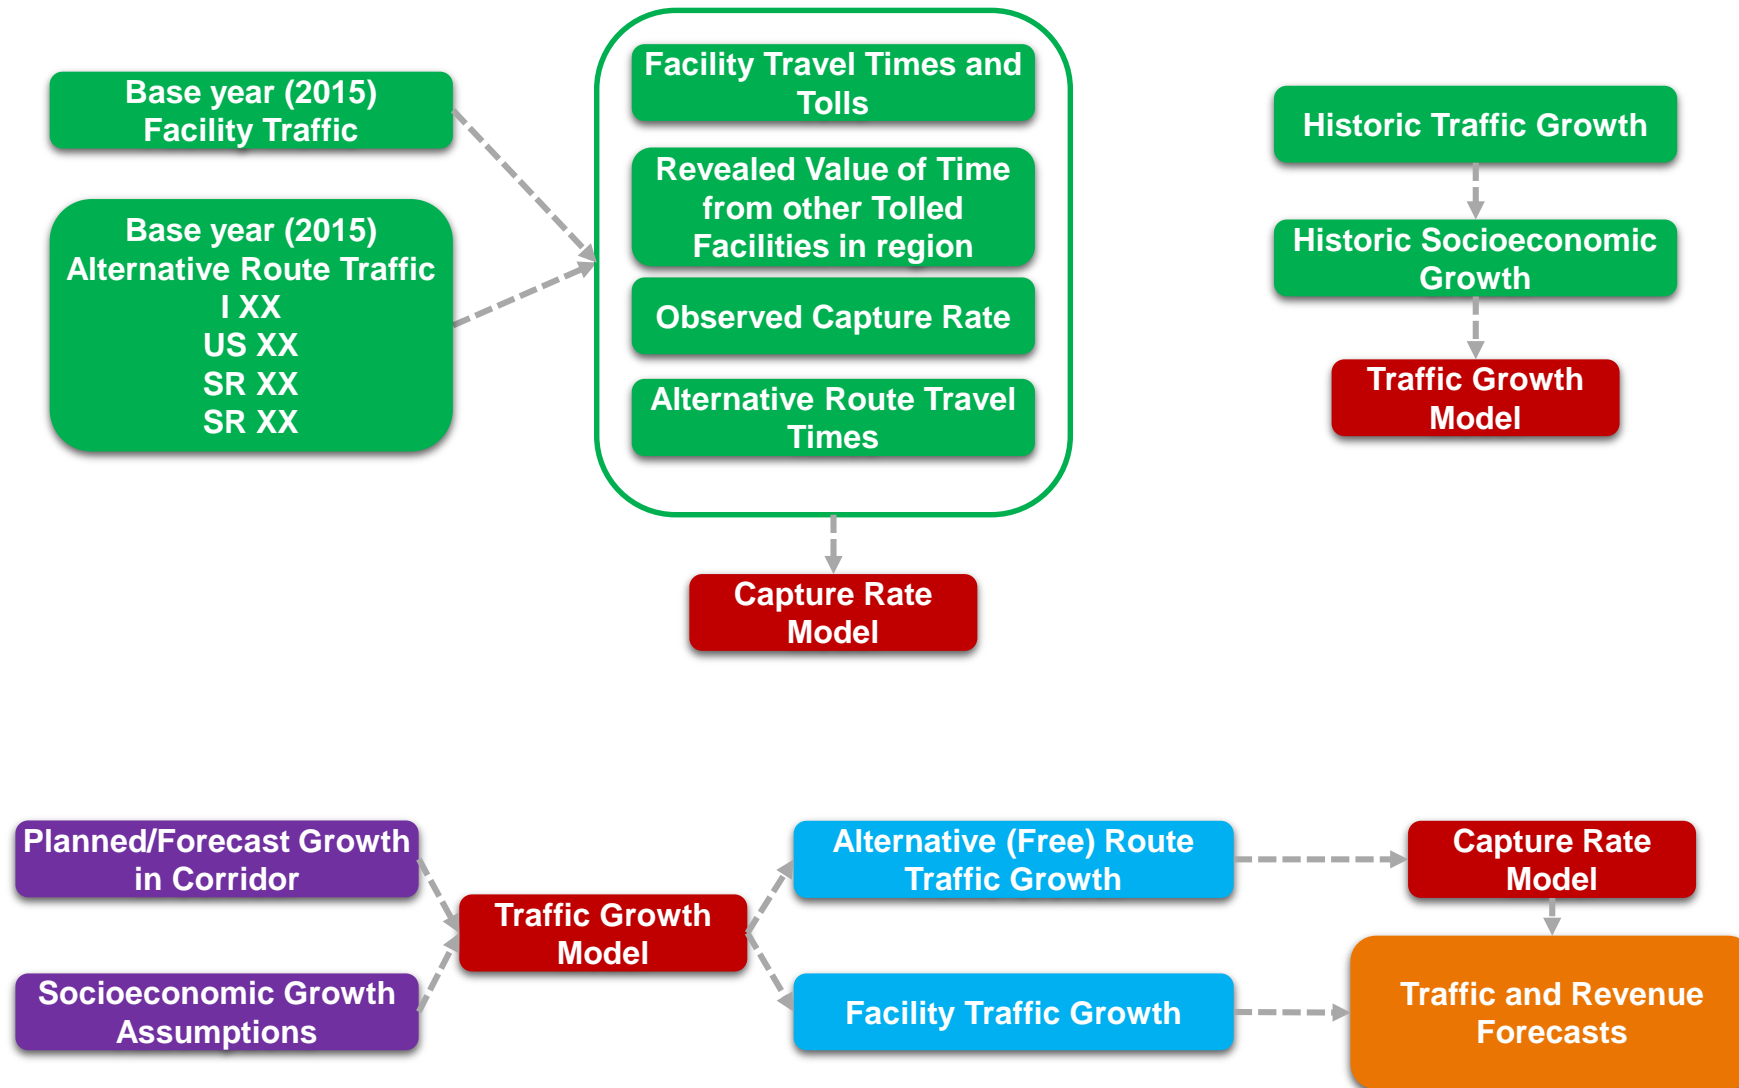 Base year (2015)
Facility Traffic
Base year (2015)
Alternative Route Traffic
I XX
US XX
SR XX
SR XX
Facility Travel Times and
Tolls
Revealed Value of Time
from other Tolled
Facilities in region
Observed Capture Rate
Alternative Route Travel
Times
Capture Rate
Model
Historic Traffic Growth
Historic Socioeconomic
Growth
Traffic Growth
Model
Planned/Forecast Growth
in Corridor
Socioeconomic Growth
Assumptions
Traffic Growth
Model
Alternative (Free) Route
Traffic Growth
Facility Traffic Growth
Capture Rate
Model
Traffic and Revenue
Forecasts